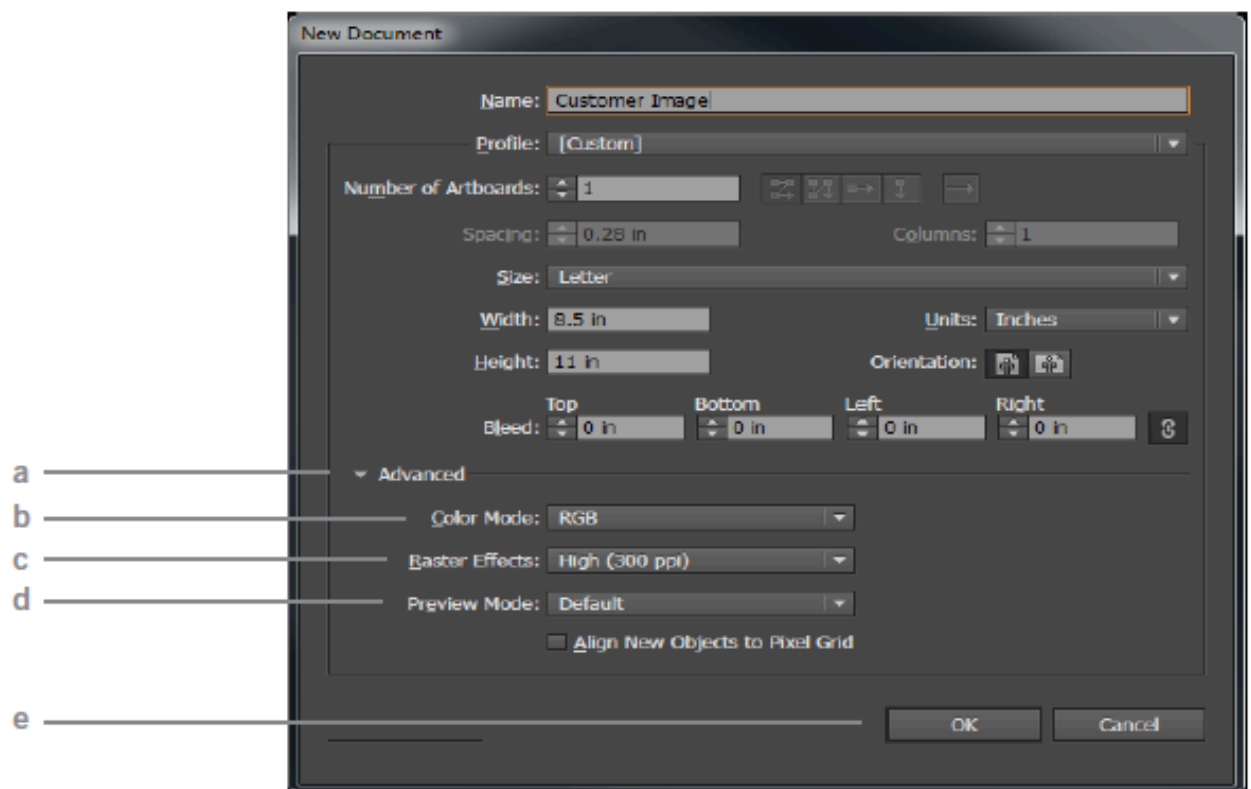 New Document
Name: Customer Image
Profile: [Custom]
Number of Artboards: 1
Spacing: 0.28 in Columns: 1
Size: Letter
Width: 8.5 in Units: Inches
Height: 11 in Orientation:
Top Bottom Left Right
Bleed: 0 in 0 in 0 in 0 in
a Advanced
b Color Mode: RGB
c Raster Effects: High (300 ppi)
d Preview Mode: Default
Align New Objects to Pixel Grid
e OK Cancel